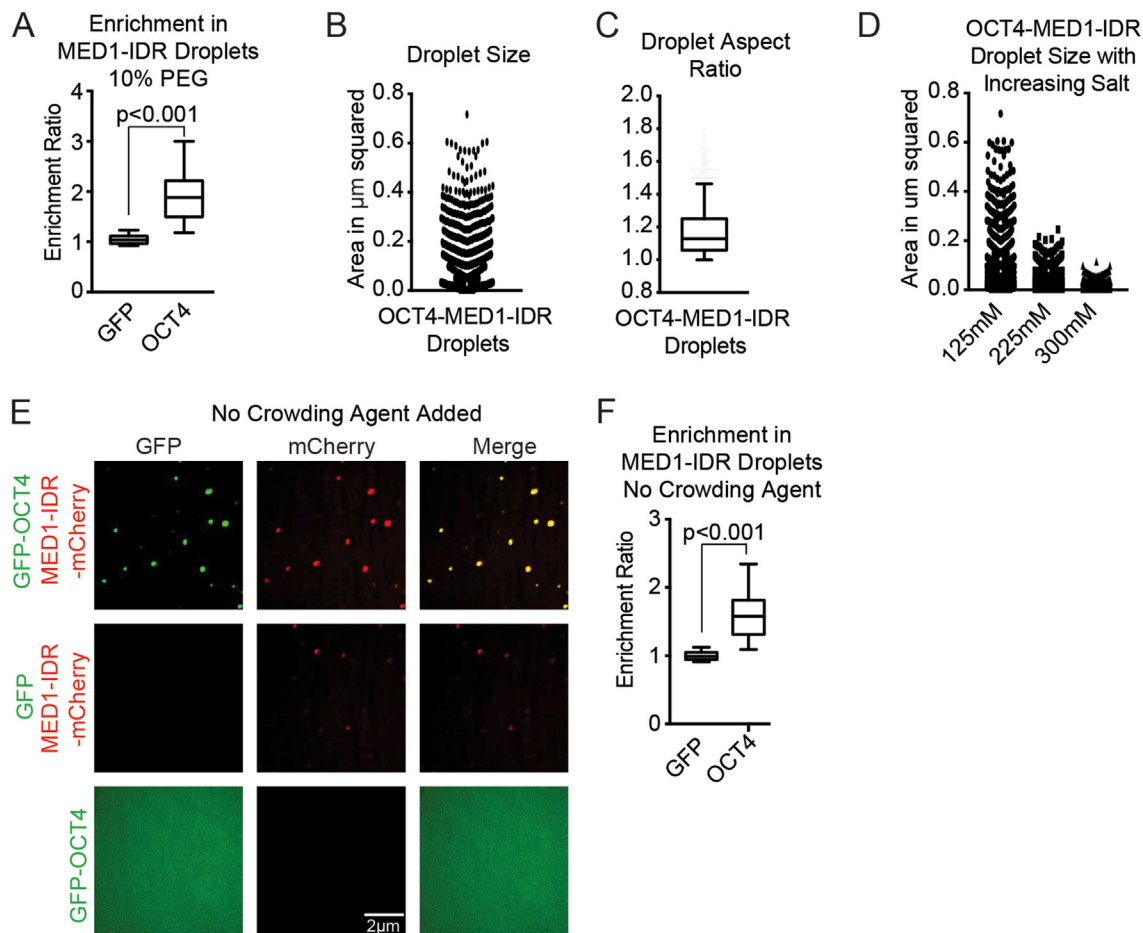 A
Enrichment in
MED1-IDR Droplets
10% PEG
p<0.001
Enrichment Ratio
4
3
2
1
0
GFP
OCT4
B
Droplet Size
Area in µm squared
0.8
0.6
0.4
0.2
0.0
OCT4-MED1-IDR
Droplets
C
Droplet Aspect
Ratio
2.0
1.8
1.6
1.4
1.2
1.0
0.8
OCT4-MED1-IDR
Droplets
D
OCT4-MED1-IDR
Droplet Size with
Increasing Salt
Area in um squared
0.8
0.6
0.4
0.2
0.0
125mM
225mM
300mM
E
No Crowding Agent Added
GFP
mCherry
Merge
GFP-OCT4
MED1-IDR
-mCherry
GFP
MED1-IDR
-mCherry
GFP-OCT4
2µm
F
Enrichment in
MED1-IDR Droplets
No Crowding Agent
p<0.001
Enrichment Ratio
3
2
1
0
GFP
OCT4